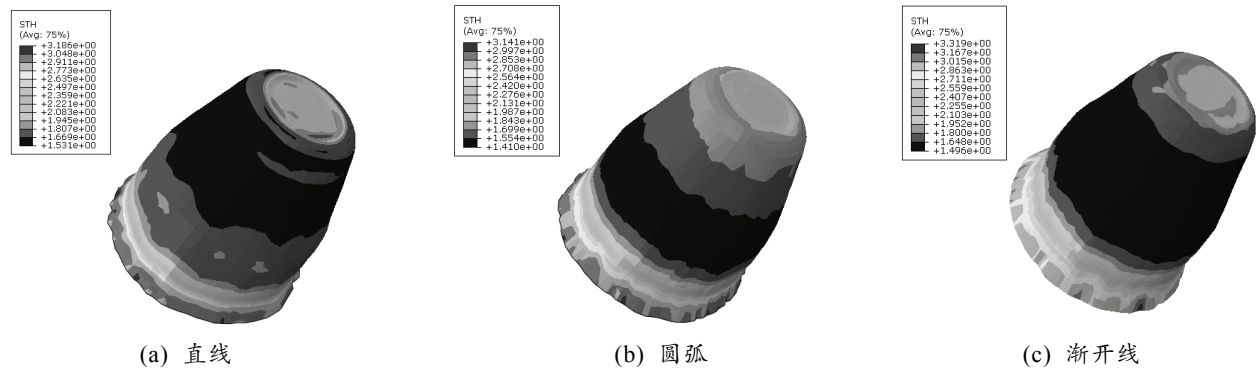 STH
(Avg: 75%)
+3.186e+00
+3.048e+00
+2.911e+00
+2.773e+00
+2.635e+00
+2.497e+00
+2.359e+00
+2.221e+00
+2.083e+00
+1.945e+00
+1.807e+00
+1.669e+00
+1.531e+00
STH
(Avg: 75%)
+3.141e+00
+2.997e+00
+2.853e+00
+2.708e+00
+2.564e+00
+2.420e+00
+2.276e+00
+2.131e+00
+1.987e+00
+1.843e+00
+1.699e+00
+1.554e+00
+1.410e+00
STH
(Avg: 75%)
+3.319e+00
+3.167e+00
+3.015e+00
+2.863e+00
+2.711e+00
+2.559e+00
+2.407e+00
+2.255e+00
+2.103e+00
+1.952e+00
+1.800e+00
+1.648e+00
+1.496e+00
(a) 直线
(b) 圆弧
(c) 渐开线